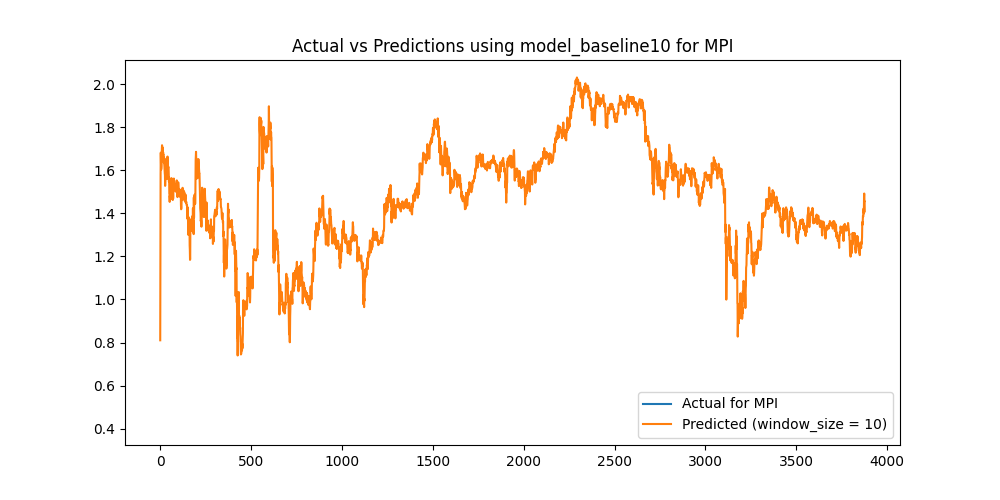 Actual vs Predictions using model_baseline10 for MPI
2.0
1.8
1.6
1.4
1.2
1.0
0.8
0.6
0.4
Actual for MPI
Predicted (window_size = 10)
0 500 1000 1500 2000 2500 3000 3500 4000